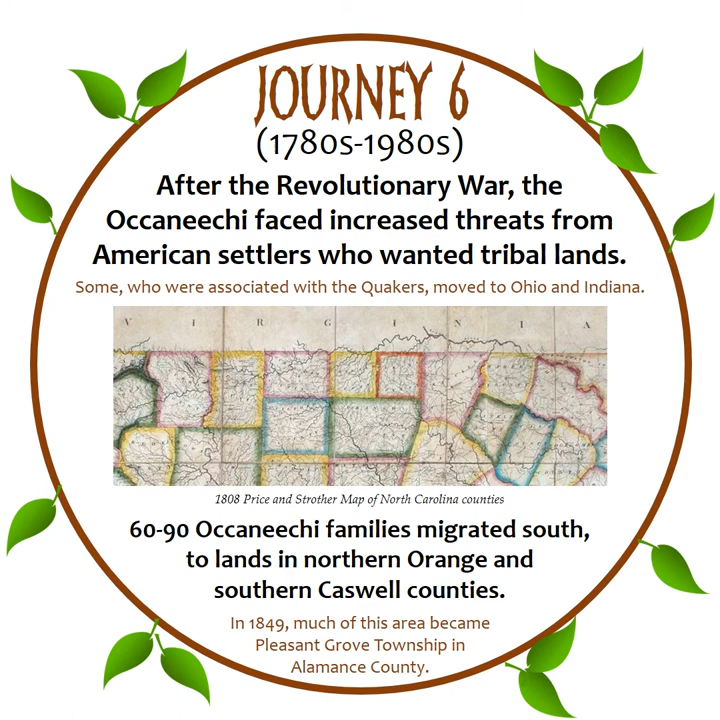 JOURNEY 6
(1780s-1980s)
After the Revolutionary War, the
Occaneechi faced increased threats from
American settlers who wanted tribal lands.
Some, who were associated with the Quakers, moved to Ohio and Indiana.
V I R G I N I A
1808 Price and Strother Map of North Carolina counties
60-90 Occaneechi families migrated south,
to lands in northern Orange and
southern Caswell counties.
In 1849, much of this area became
Pleasant Grove Township in
Alamance County.